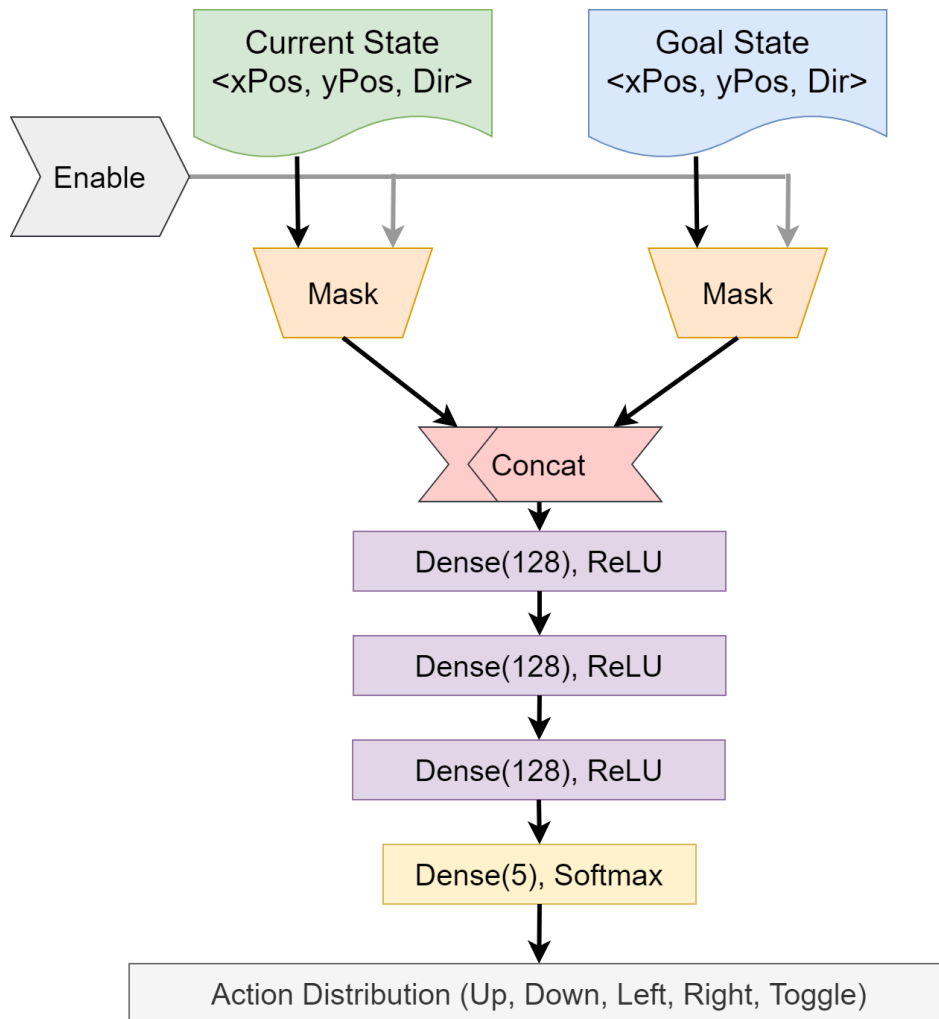 Current State
<xPos, yPos, Dir>
Goal State
<xPos, yPos, Dir>
Enable
Mask
Mask
Concat
Dense(128), ReLU
Dense(128), ReLU
Dense(128), ReLU
Dense(5), Softmax
Action Distribution (Up, Down, Left, Right, Toggle)